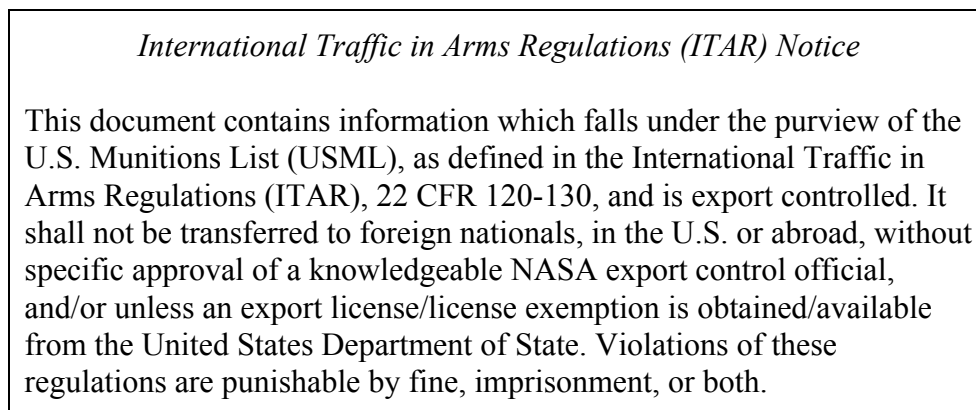 International Traffic in Arms Regulations (ITAR) Notice
This document contains information which falls under the purview of the
U.S. Munitions List (USML), as defined in the International Traffic in
Arms Regulations (ITAR), 22 CFR 120-130, and is export controlled. It
shall not be transferred to foreign nationals, in the U.S. or abroad, without
specific approval of a knowledgeable NASA export control official,
and/or unless an export license/license exemption is obtained/available
from the United States Department of State. Violations of these
regulations are punishable by fine, imprisonment, or both.